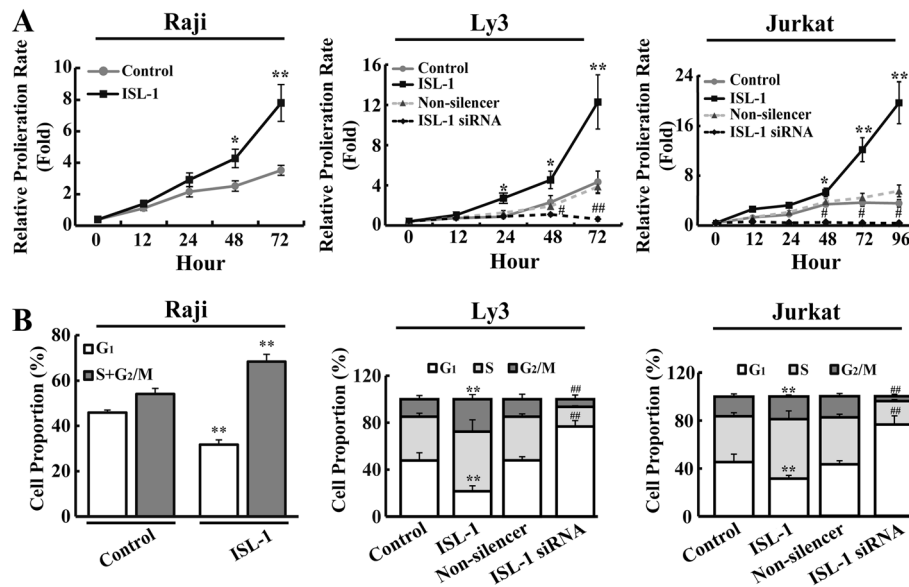 A
Raji
Relative Prolieration Rate
(Fold)
10
8
6
4
2
0
Control
ISL-1
*
**
0 12 24 48 72
Hour
Ly3
Relative Prolieration Rate
(Fold)
16
12
8
4
0
Control
ISL-1
Non-silencer
ISL-1 siRNA
*
*
**
#
##
0 12 24 48 72
Hour
Jurkat
Relative Prolieration Rate
(Fold)
24
16
8
0
Control
ISL-1
Non-silencer
ISL-1 siRNA
*
**
**
# # #
0 12 24 48 72 96
Hour
B
Raji
Cell Proportion (%)
80
60
40
20
0
G1
S+G2/M
**
**
Control
ISL-1
Ly3
Cell Proportion (%)
120
80
40
0
G1 S G2/M
**
##
##
**
Control
ISL-1
Non-silencer
ISL-1 siRNA
Jurkat
Cell Proportion (%)
120
80
40
0
G1 S G2/M
**
##
##
**
Control
ISL-1
Non-silencer
ISL-1 siRNA